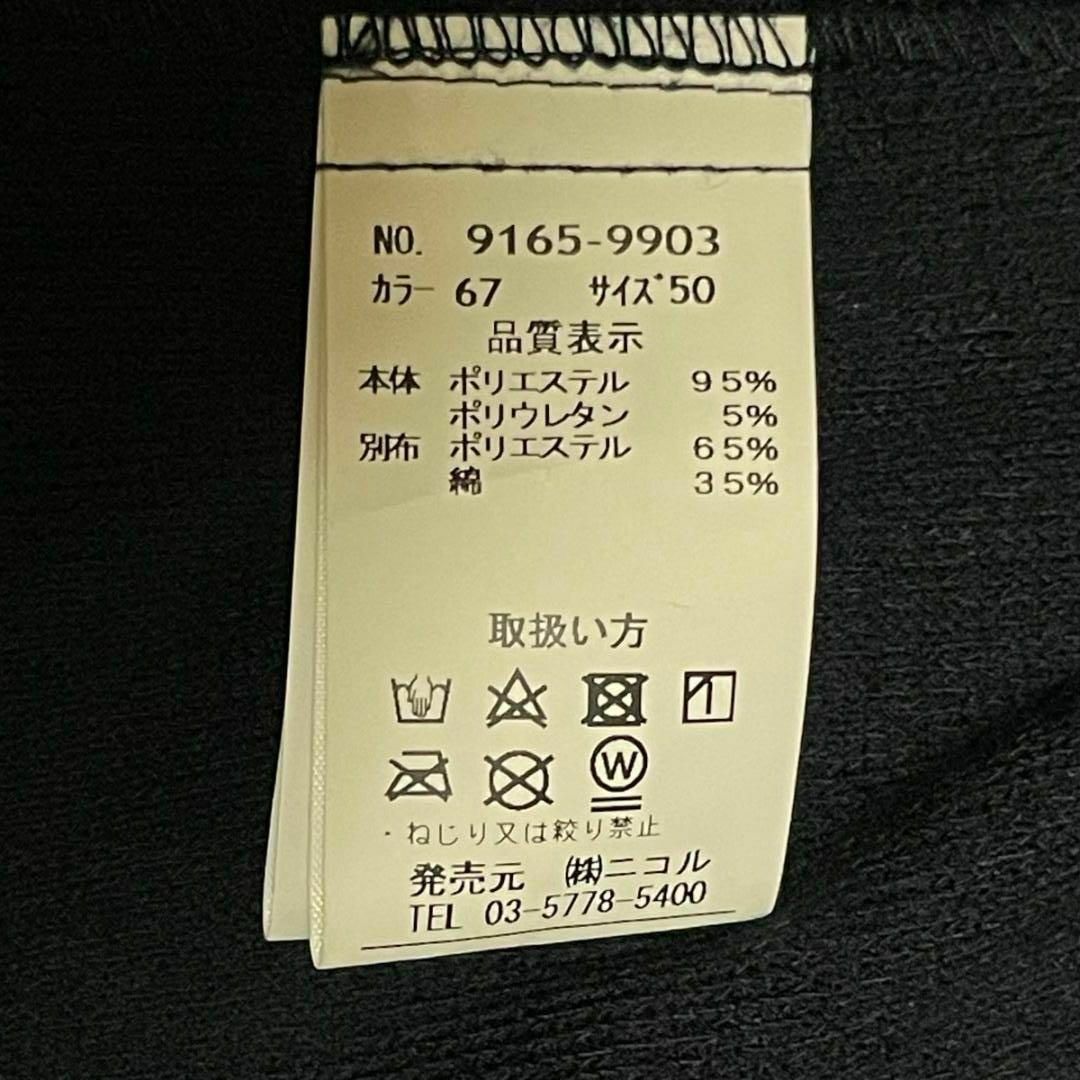 NO. 9165-9903
カラー 67 サイズ 50
品質表示
本体 ポリエステル 95%
ポリウレタン 5%
別布 ポリエステル 65%
綿 35%
取扱い方
W
・ねじり又は絞り禁止
発売元 ㈱ニコル
TEL 03-5778-5400